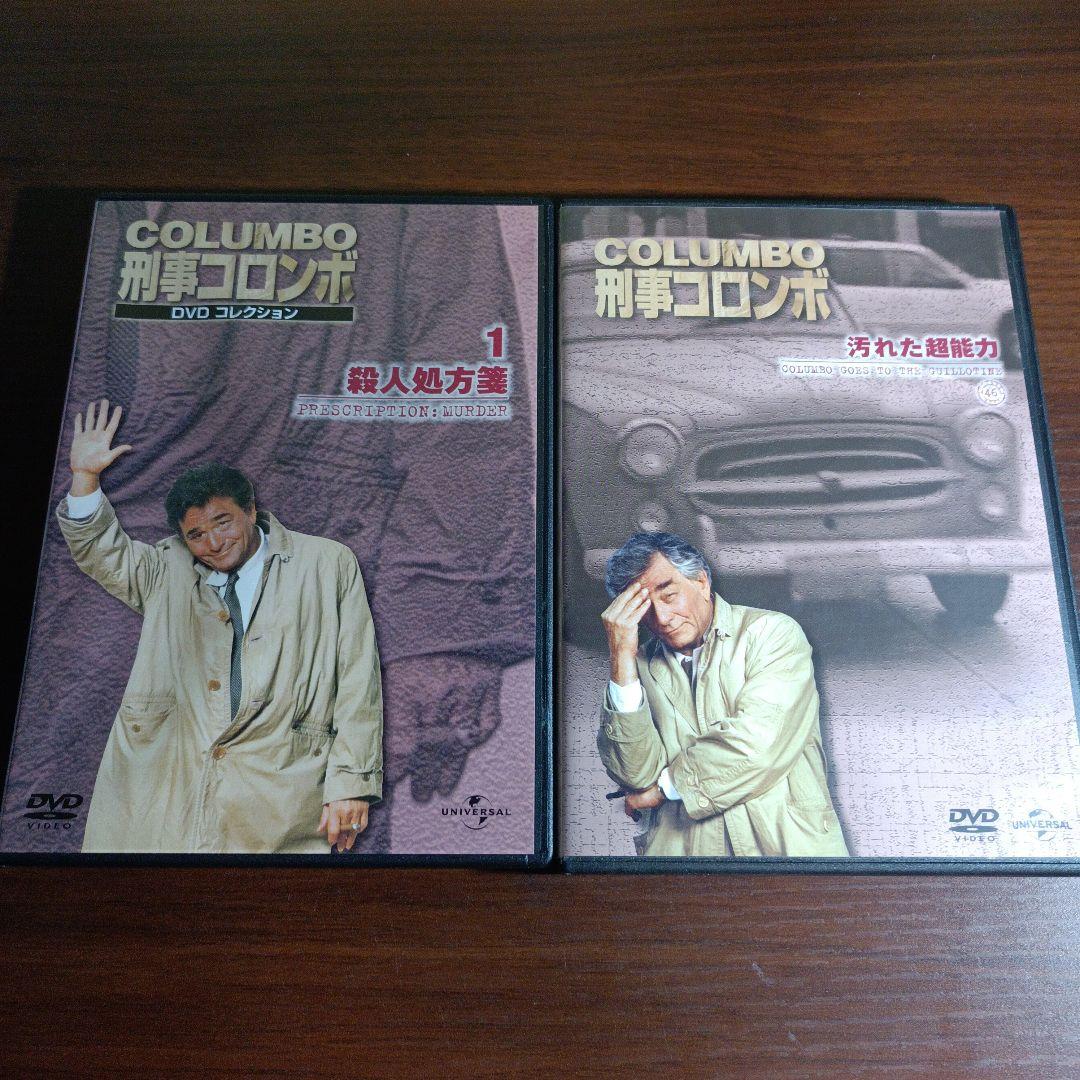 COLUMBO
刑事コロンボ
DVD コレクション
1
殺人処方箋
PRESCRIPTION: MURDER
DVD
VIDEO
UNIVERSAL
COLUMBO
刑事コロンボ
汚れた超能力
COLUMBO GOES TO THE GUILLOTINE
46
DVD
VIDEO
UNIVERSAL